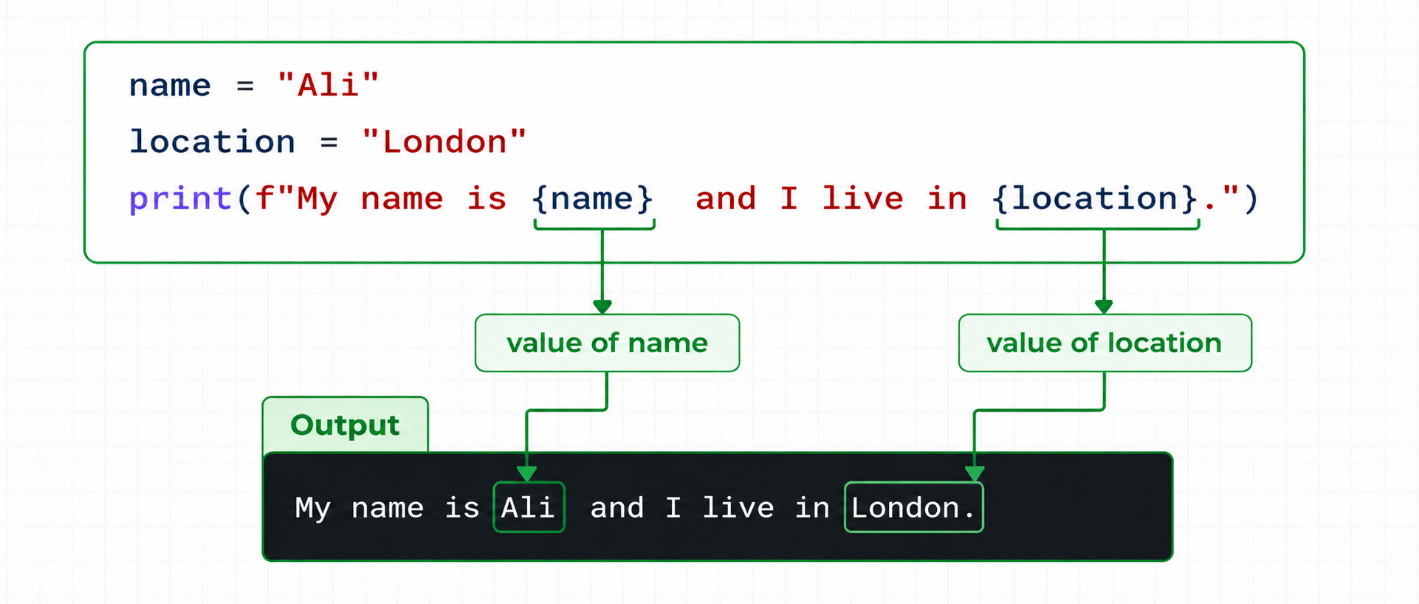 name = "Ali"
location = "London"
print(f"My name is {name}  and I live in {location}.")
value of name
value of location
Output
My name is Ali  and I live in London.